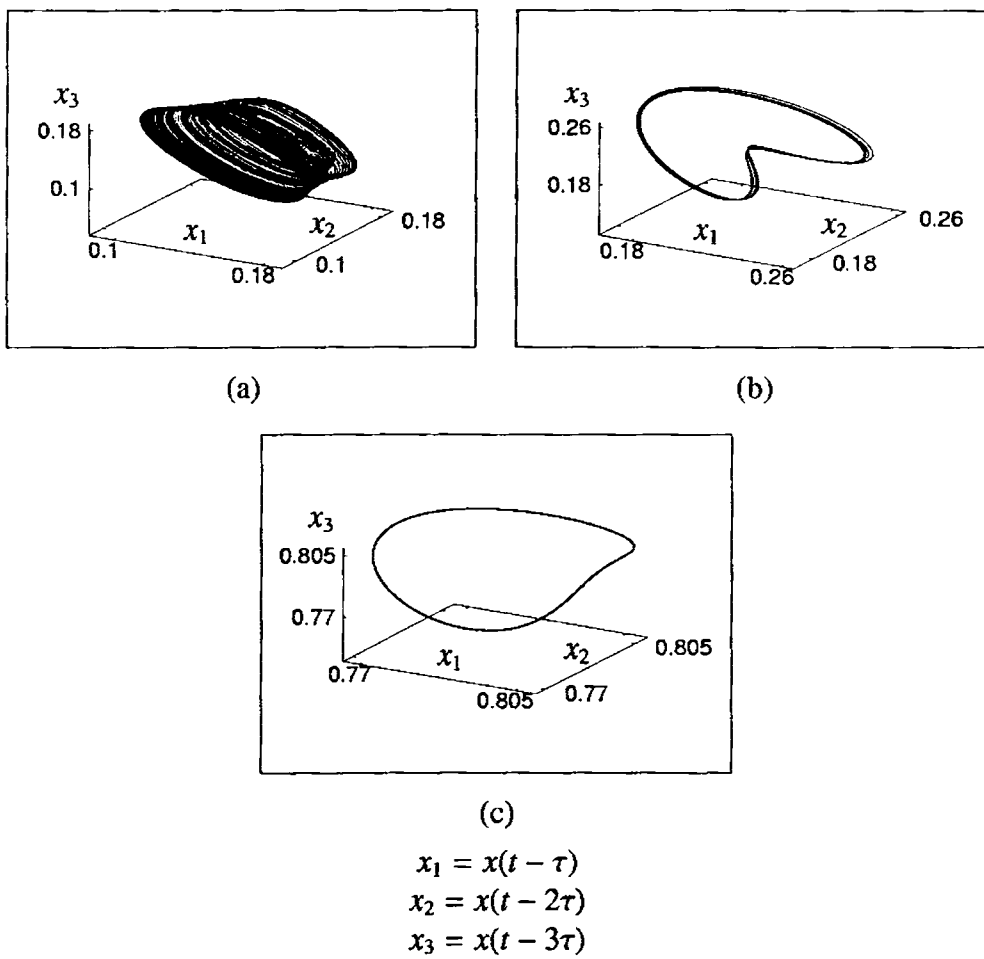 x₃
0.18
0.1
x₁
x₂
0.18
0.1
0.18
0.1
(a)
x₃
0.26
0.18
x₁
x₂
0.26
0.18
0.26
0.18
(b)
x₃
0.805
0.77
x₁
x₂
0.805
0.77
0.805
0.77
(c)
x₁ = x(t − τ)
x₂ = x(t − 2τ)
x₃ = x(t − 3τ)